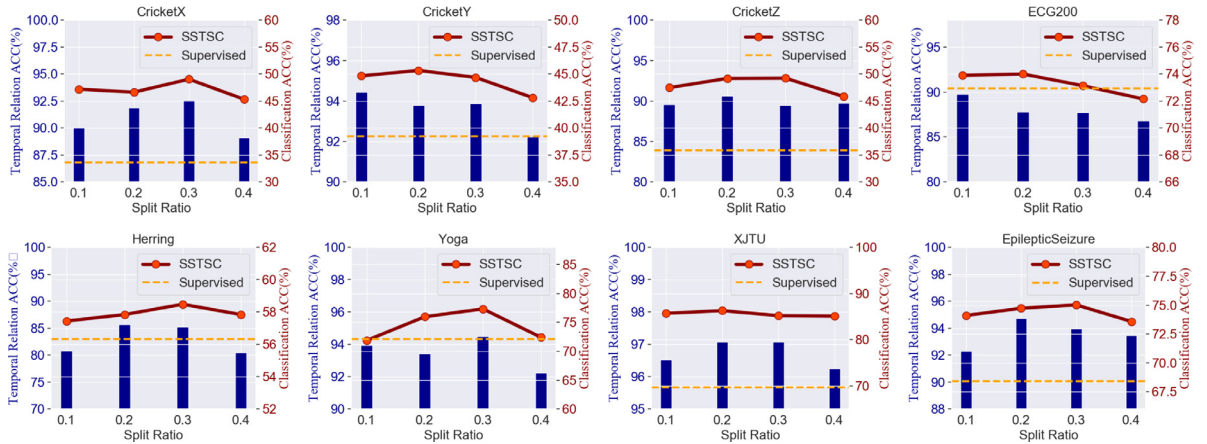 CricketX
Temporal Relation ACC(%)
100.0
97.5
95.0
92.5
90.0
87.5
85.0
SSTSC
Supervised
60
55
50
45
40
35
30
Classification ACC(%)
0.1 0.2 0.3 0.4
Split Ratio
CricketY
Temporal Relation ACC(%)
98
96
94
92
90
SSTSC
Supervised
50.0
47.5
45.0
42.5
40.0
37.5
35.0
Classification ACC(%)
0.1 0.2 0.3 0.4
Split Ratio
CricketZ
Temporal Relation ACC(%)
100
95
90
85
80
SSTSC
Supervised
60
55
50
45
40
35
30
Classification ACC(%)
0.1 0.2 0.3 0.4
Split Ratio
ECG200
Temporal Relation ACC(%)
95
90
85
80
SSTSC
Supervised
78
76
74
72
70
68
66
Classification ACC(%)
0.1 0.2 0.3 0.4
Split Ratio
Herring
Temporal Relation ACC(%□
100
95
90
85
80
75
70
SSTSC
Supervised
62
60
58
56
54
52
Classification ACC(%)
0.1 0.2 0.3 0.4
Split Ratio
Yoga
Temporal Relation ACC(%)
100
98
96
94
92
90
SSTSC
Supervised
85
80
75
70
65
60
Classification ACC(%)
0.1 0.2 0.3 0.4
Split Ratio
XJTU
Temporal Relation ACC(%)
100
99
98
97
96
95
SSTSC
Supervised
100
90
80
70
Classification ACC(%)
0.1 0.2 0.3 0.4
Split Ratio
EpilepticSeizure
Temporal Relation ACC(%)
100
98
96
94
92
90
88
SSTSC
Supervised
80.0
77.5
75.0
72.5
70.0
67.5
Classification ACC(%)
0.1 0.2 0.3 0.4
Split Ratio